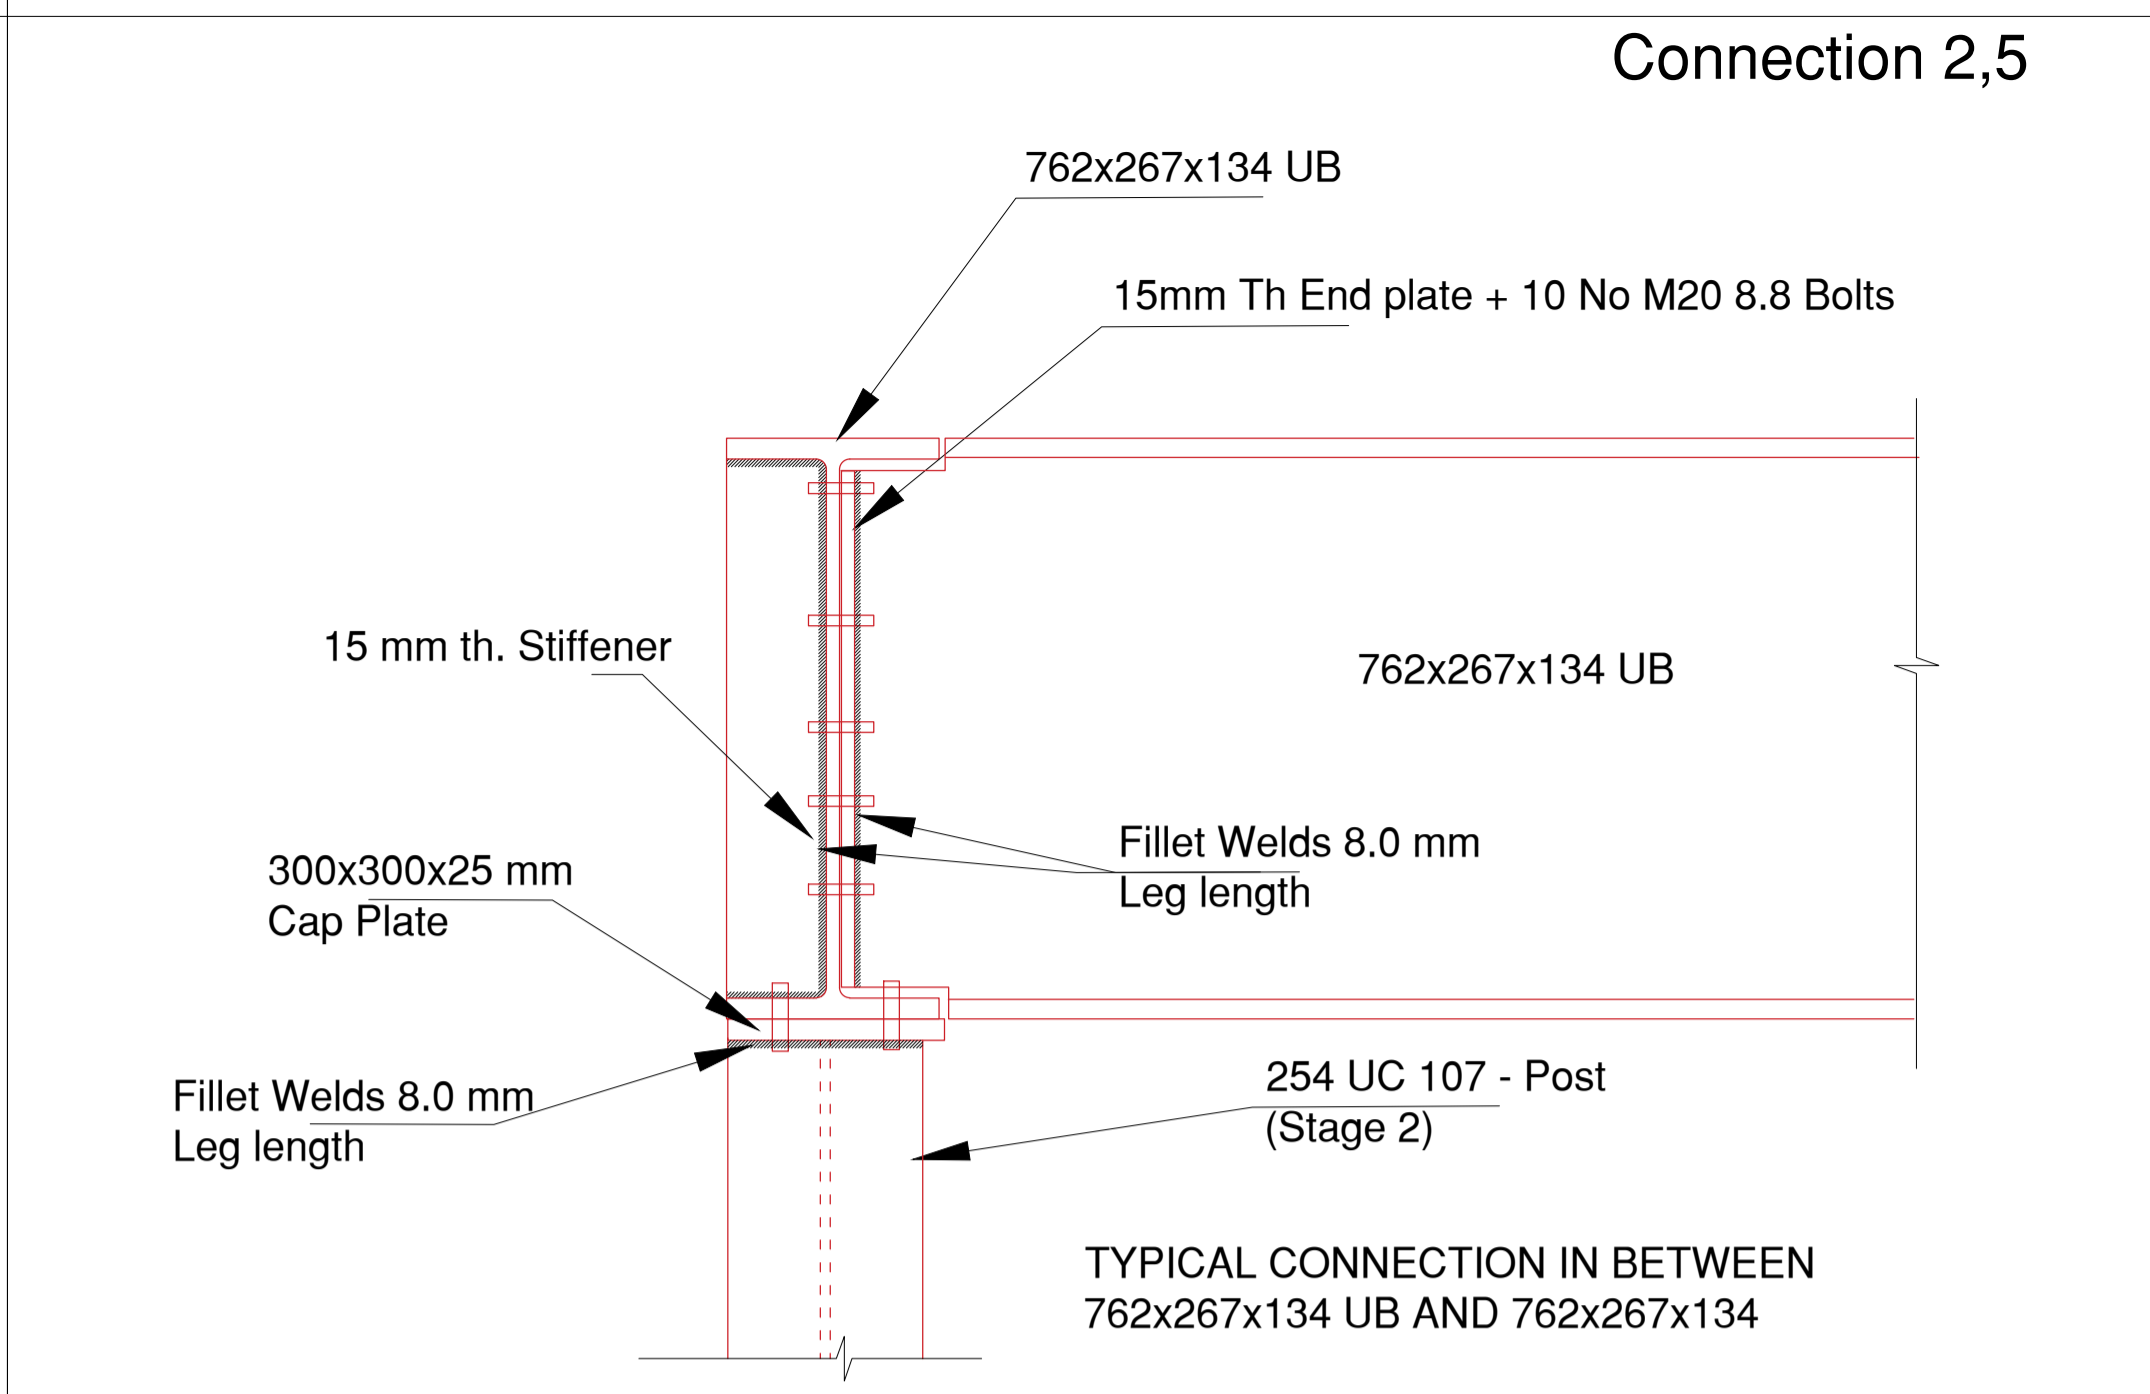 Connection 2,5
762x267x134 UB
15mm Th End plate + 10 No M20 8.8 Bolts
15 mm th. Stiffener
762x267x134 UB
Fillet Welds 8.0 mm
Leg length
300x300x25 mm
Cap Plate
254 UC 107 - Post
(Stage 2)
Fillet Welds 8.0 mm
Leg length
TYPICAL CONNECTION IN BETWEEN
762x267x134 UB AND 762x267x134